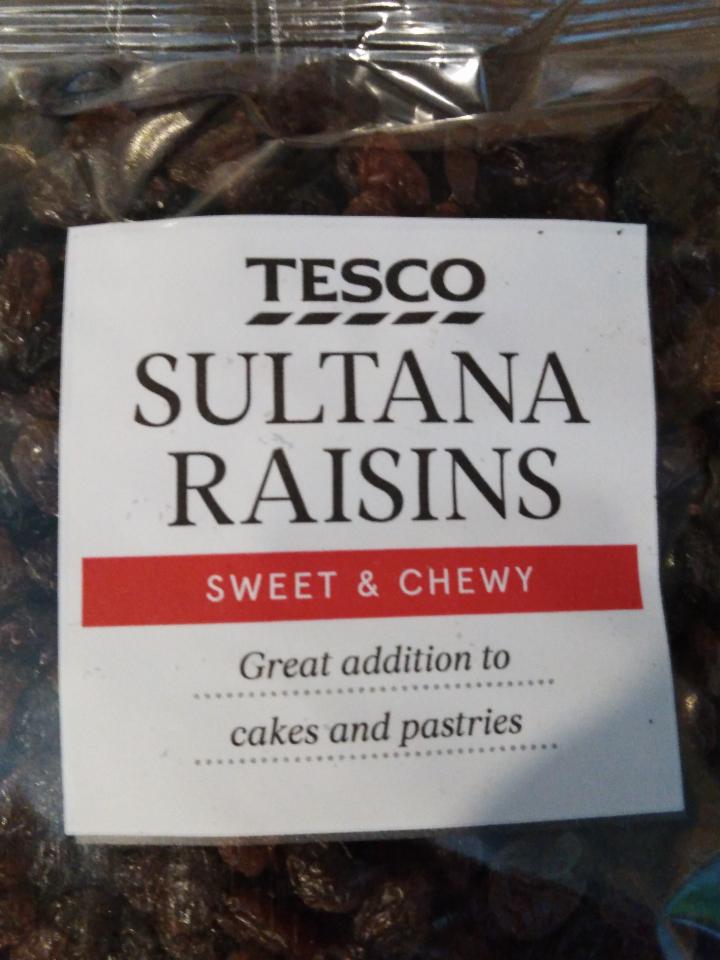 TESCO
SULTANA
RAISINS
SWEET & CHEWY
Great addition to
cakes and pastries